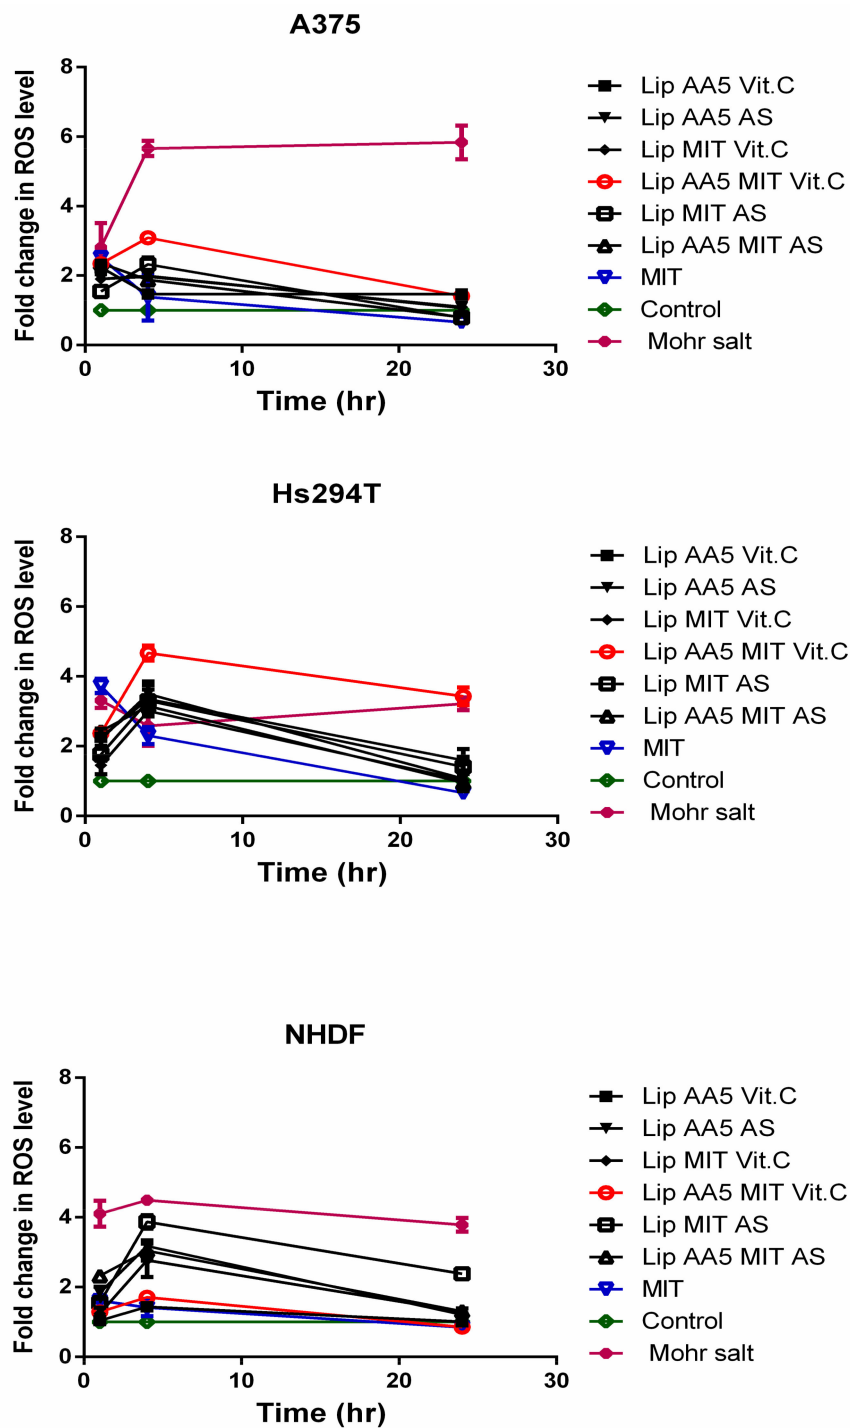 A375
Fold change in ROS level
8
6
4
2
0
0 10 20 30
Time (hr)
Lip AA5 Vit.C
Lip AA5 AS
Lip MIT Vit.C
Lip AA5 MIT Vit.C
Lip MIT AS
Lip AA5 MIT AS
MIT
Control
Mohr salt
Hs294T
Fold change in ROS level
8
6
4
2
0
0 10 20 30
Time (hr)
Lip AA5 Vit.C
Lip AA5 AS
Lip MIT Vit.C
Lip AA5 MIT Vit.C
Lip MIT AS
Lip AA5 MIT AS
MIT
Control
Mohr salt
NHDF
Fold change in ROS level
8
6
4
2
0
0 10 20 30
Time (hr)
Lip AA5 Vit.C
Lip AA5 AS
Lip MIT Vit.C
Lip AA5 MIT Vit.C
Lip MIT AS
Lip AA5 MIT AS
MIT
Control
Mohr salt